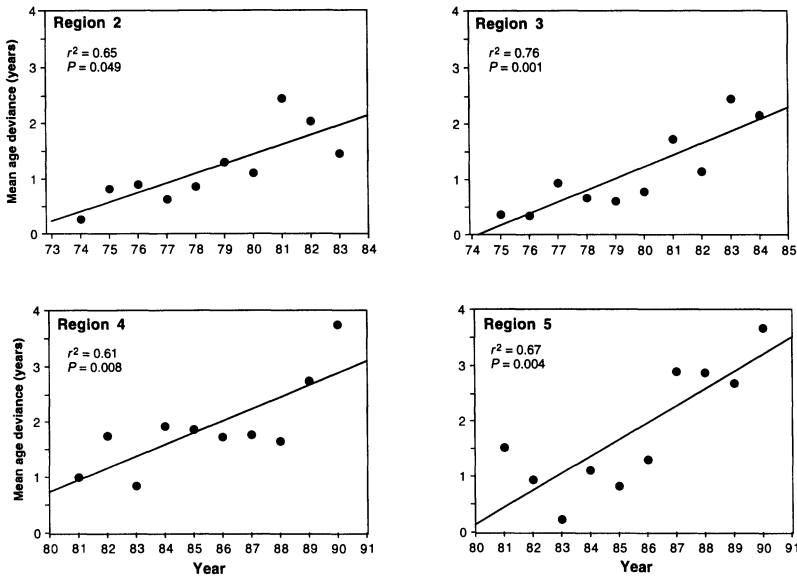 Mean age deviance (years)
4
3
2
1
0
Region 2
r² = 0.65
P = 0.049
73 74 75 76 77 78 79 80 81 82 83 84
4
3
2
1
0
Region 3
r² = 0.76
P = 0.001
74 75 76 77 78 79 80 81 82 83 84 85
Mean age deviance (years)
4
3
2
1
0
Region 4
r² = 0.61
P = 0.008
80 81 82 83 84 85 86 87 88 89 90 91
Year
4
3
2
1
0
Region 5
r² = 0.67
P = 0.004
80 81 82 83 84 85 86 87 88 89 90 91
Year